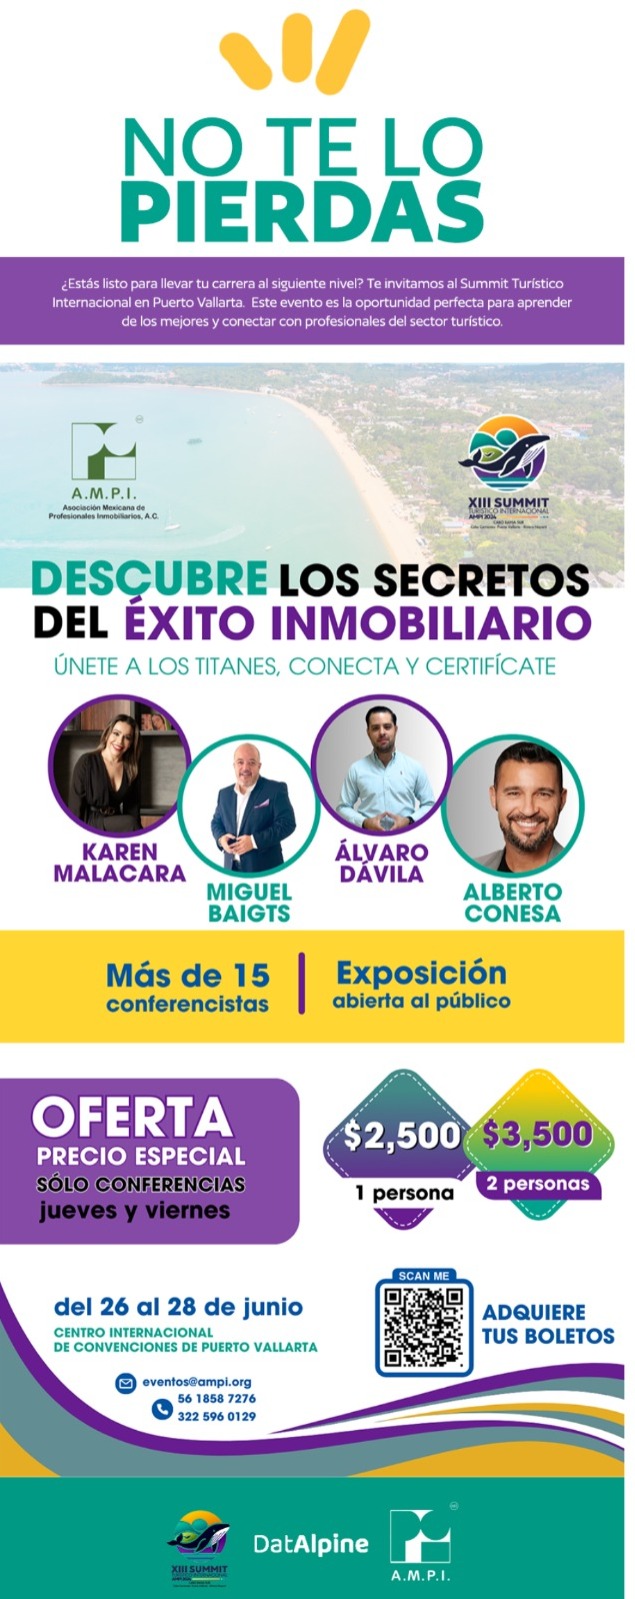 NO TE LO
PIERDAS
¿Estás listo para llevar tu carrera al siguiente nivel? Te invitamos al Summit Turístico
Internacional en Puerto Vallarta. Este evento es la oportunidad perfecta para aprender
de los mejores y conectar con profesionales del sector turístico.
A.M.P.I.
Asociación Mexicana de
Profesionales Inmobiliarios, A.C.
XIII SUMMIT
TURÍSTICO INTERNACIONAL
AMPI 2024
DESCUBRE LOS SECRETOS
DEL ÉXITO INMOBILIARIO
ÚNETE A LOS TITANES, CONECTA Y CERTIFÍCATE
KAREN
MALACARA
MIGUEL
BAIGTS
ÁLVARO
DÁVILA
ALBERTO
CONESA
Más de 15
conferencistas
Exposición
abierta al público
OFERTA
PRECIO ESPECIAL
SÓLO CONFERENCIAS
jueves y viernes
$2,500
1 persona
$3,500
2 personas
del 26 al 28 de junio
CENTRO INTERNACIONAL
DE CONVENCIONES DE PUERTO VALLARTA
eventos@ampi.org
56 1858 7276
322 596 0129
SCAN ME
ADQUIERE
TUS BOLETOS
XIII SUMMIT
DatAlpine
A.M.P.I.